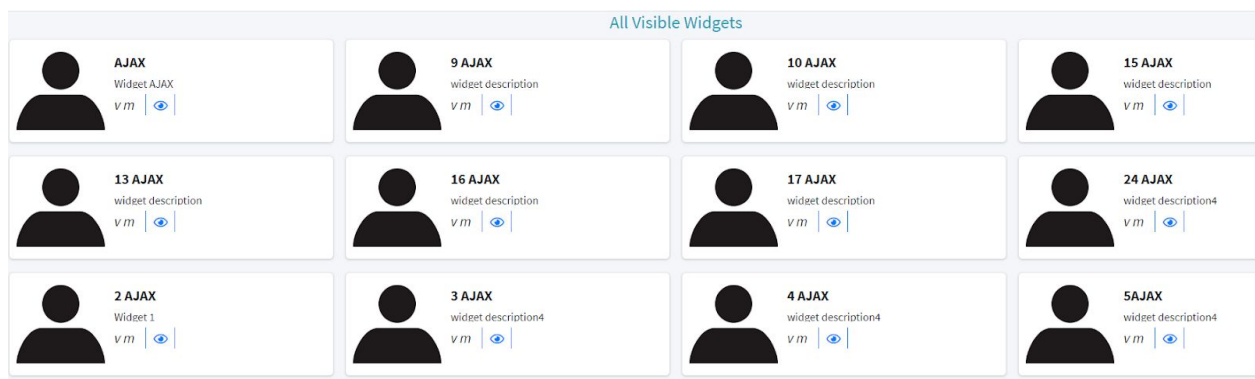 All Visible Widgets
AJAX
Widget AJAX
v m
9 AJAX
widget description
v m
10 AJAX
widget description
v m
15 AJAX
widget description
v m
13 AJAX
widget description
v m
16 AJAX
widget description
v m
17 AJAX
widget description
v m
24 AJAX
widget description4
v m
2 AJAX
Widget 1
v m
3 AJAX
widget description4
v m
4 AJAX
widget description4
v m
5AJAX
widget description4
v m